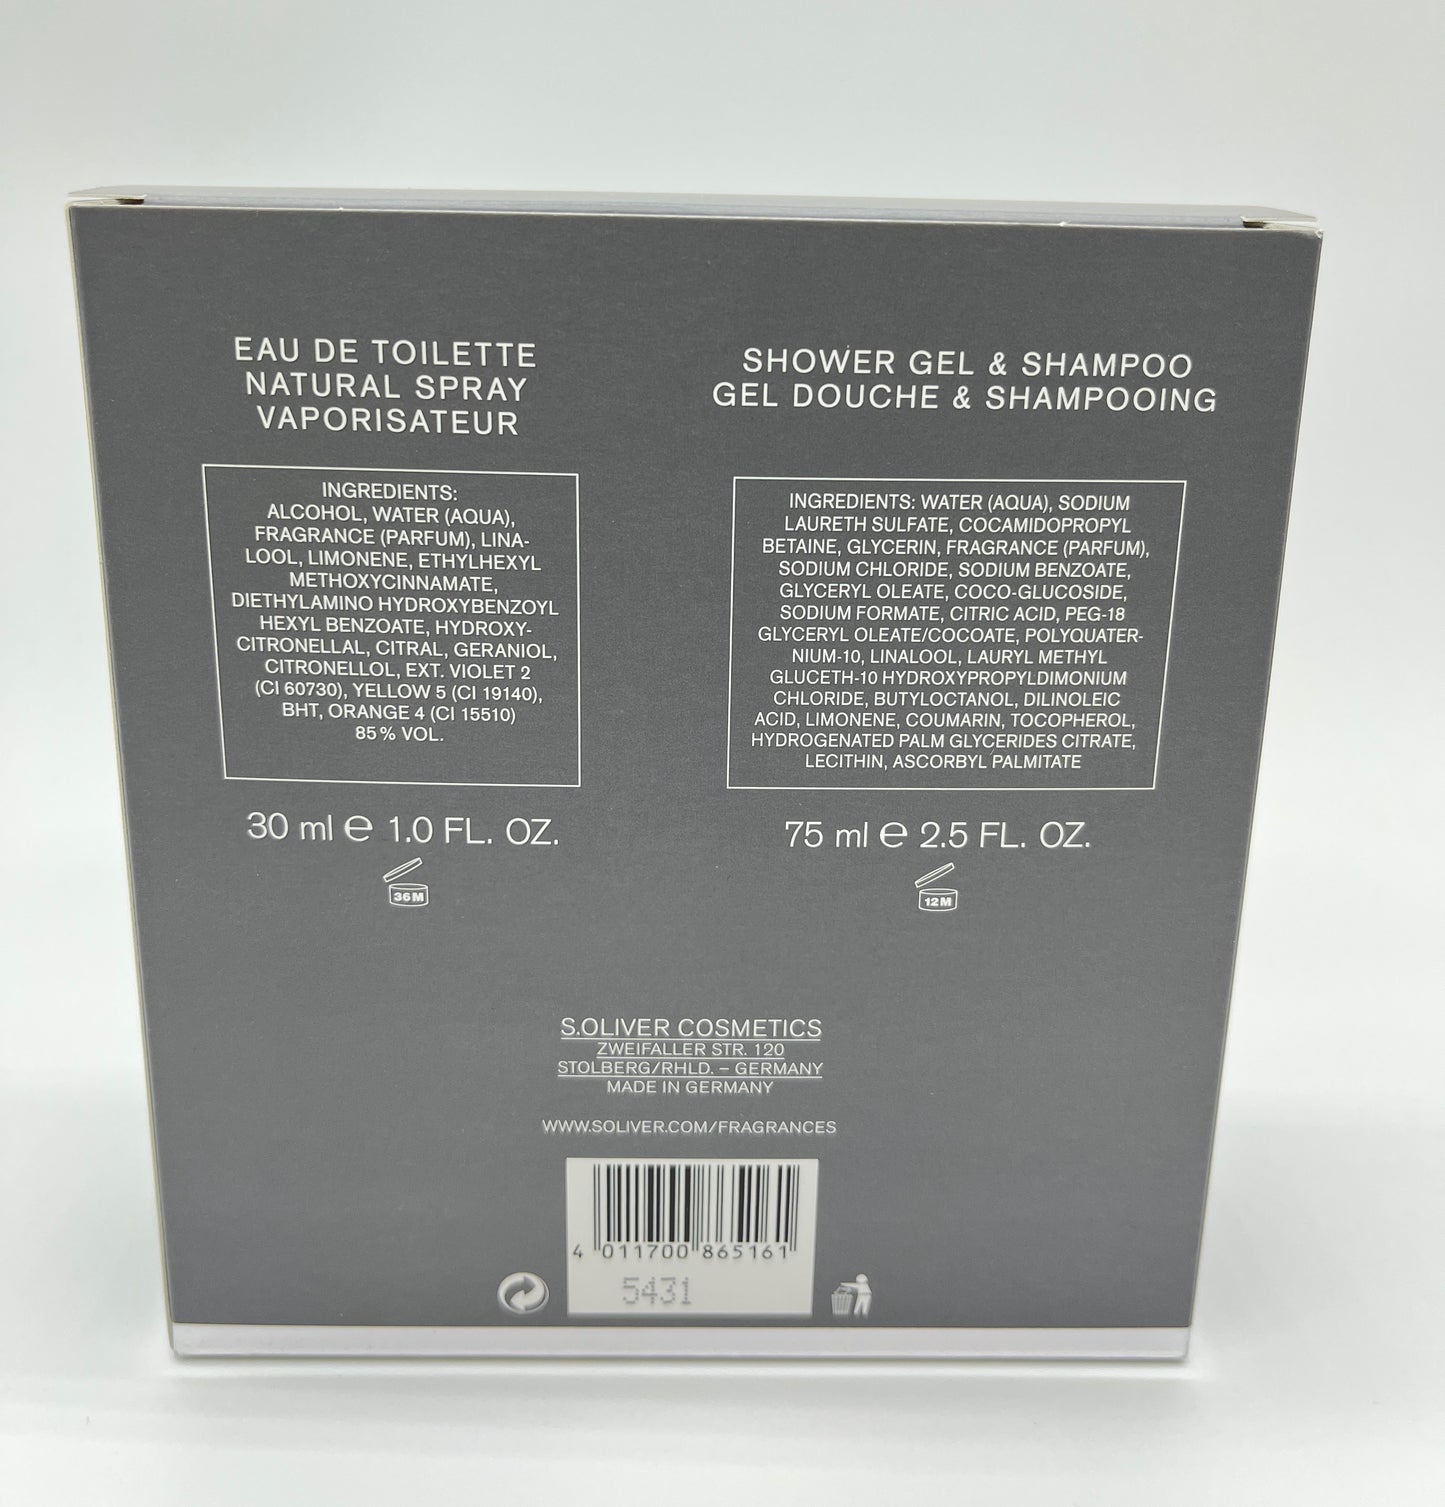 EAU DE TOILETTE
NATURAL SPRAY
VAPORISATEUR
INGREDIENTS:
ALCOHOL, WATER (AQUA),
FRAGRANCE (PARFUM), LINA-
LOOL, LIMONENE, ETHYLHEXYL
METHOXYCINNAMATE,
DIETHYLAMINO HYDROXYBENZOYL
HEXYL BENZOATE, HYDROXY-
CITRONELLAL, CITRAL, GERANIOL,
CITRONELLOL, EXT. VIOLET 2
(CI 60730), YELLOW 5 (CI 19140),
BHT, ORANGE 4 (CI 15510)
85 % VOL.
30 ml ℮ 1.0 FL. OZ.
36M
SHOWER GEL & SHAMPOO
GEL DOUCHE & SHAMPOOING
INGREDIENTS: WATER (AQUA), SODIUM
LAURETH SULFATE, COCAMIDOPROPYL
BETAINE, GLYCERIN, FRAGRANCE (PARFUM),
SODIUM CHLORIDE, SODIUM BENZOATE,
GLYCERYL OLEATE, COCO-GLUCOSIDE,
SODIUM FORMATE, CITRIC ACID, PEG-18
GLYCERYL OLEATE/COCOATE, POLYQUATER-
NIUM-10, LINALOOL, LAURYL METHYL
GLUCETH-10 HYDROXYPROPYLDIMONIUM
CHLORIDE, BUTYLOCTANOL, DILINOLEIC
ACID, LIMONENE, COUMARIN, TOCOPHEROL,
HYDROGENATED PALM GLYCERIDES CITRATE,
LECITHIN, ASCORBYL PALMITATE
75 ml ℮ 2.5 FL. OZ.
12M
S.OLIVER COSMETICS
ZWEIFALLER STR. 120
STOLBERG/RHLD. – GERMANY
MADE IN GERMANY
WWW.SOLIVER.COM/FRAGRANCES
4 011700 865161
5431